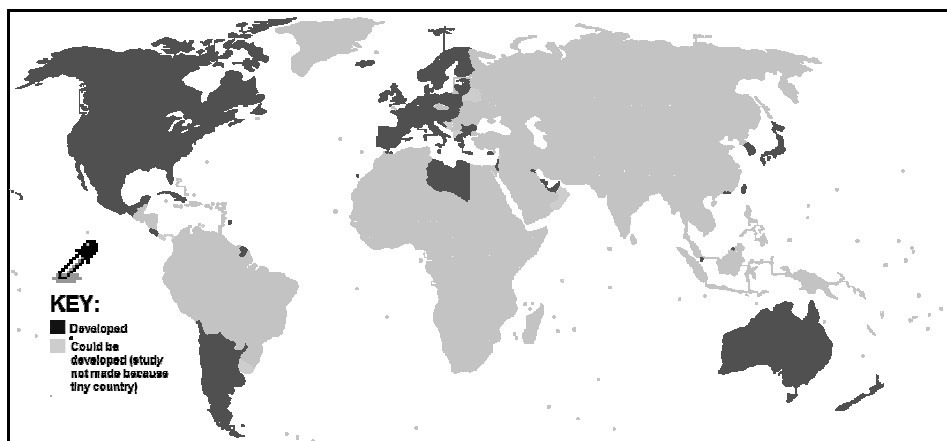 KEY:
Developed
Could be
developed (study
not made because
tiny country)